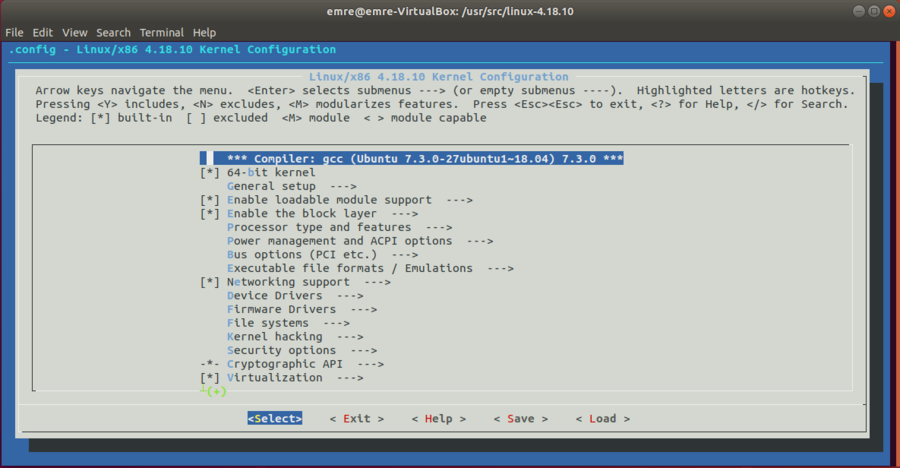 emre@emre-VirtualBox: /usr/src/linux-4.18.10
File Edit View Search Terminal Help
.config - Linux/x86 4.18.10 Kernel Configuration
Linux/x86 4.18.10 Kernel Configuration
Arrow keys navigate the menu.  <Enter> selects submenus ---> (or empty submenus ----).  Highlighted letters are hotkeys.
Pressing <Y> includes, <N> excludes, <M> modularizes features.  Press <Esc><Esc> to exit, <?> for Help, </> for Search.
Legend: [*] built-in  [ ] excluded  <M> module  < > module capable
*** Compiler: gcc (Ubuntu 7.3.0-27ubuntu1~18.04) 7.3.0 ***
[*] 64-bit kernel
General setup  --->
[*] Enable loadable module support  --->
[*] Enable the block layer  --->
Processor type and features  --->
Power management and ACPI options  --->
Bus options (PCI etc.)  --->
Executable file formats / Emulations  --->
[*] Networking support  --->
Device Drivers  --->
Firmware Drivers  --->
File systems  --->
Kernel hacking  --->
Security options  --->
-*- Cryptographic API  --->
[*] Virtualization  --->
┴(+)
<Select>    < Exit >    < Help >    < Save >    < Load >